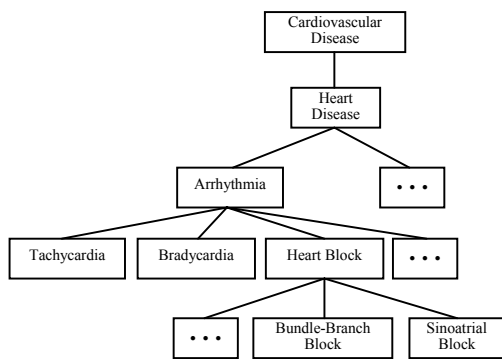 Cardiovascular
Disease
Heart
Disease
Arrhythmia
• • •
Tachycardia
Bradycardia
Heart Block
• • •
• • •
Bundle-Branch
Block
Sinoatrial
Block